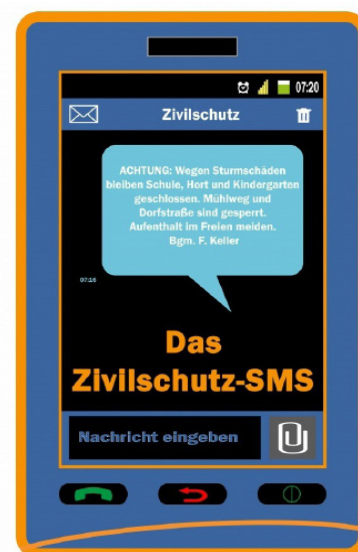 07:20
Zivilschutz
ACHTUNG: Wegen Sturmschäden
bleiben Schule, Hort und Kindergarten
geschlossen. Mühlweg und
Dorfstraße sind gesperrt.
Aufenthalt im Freien meiden.
Bgm. F. Keller
07:16
Das
Zivilschutz-SMS
Nachricht eingeben